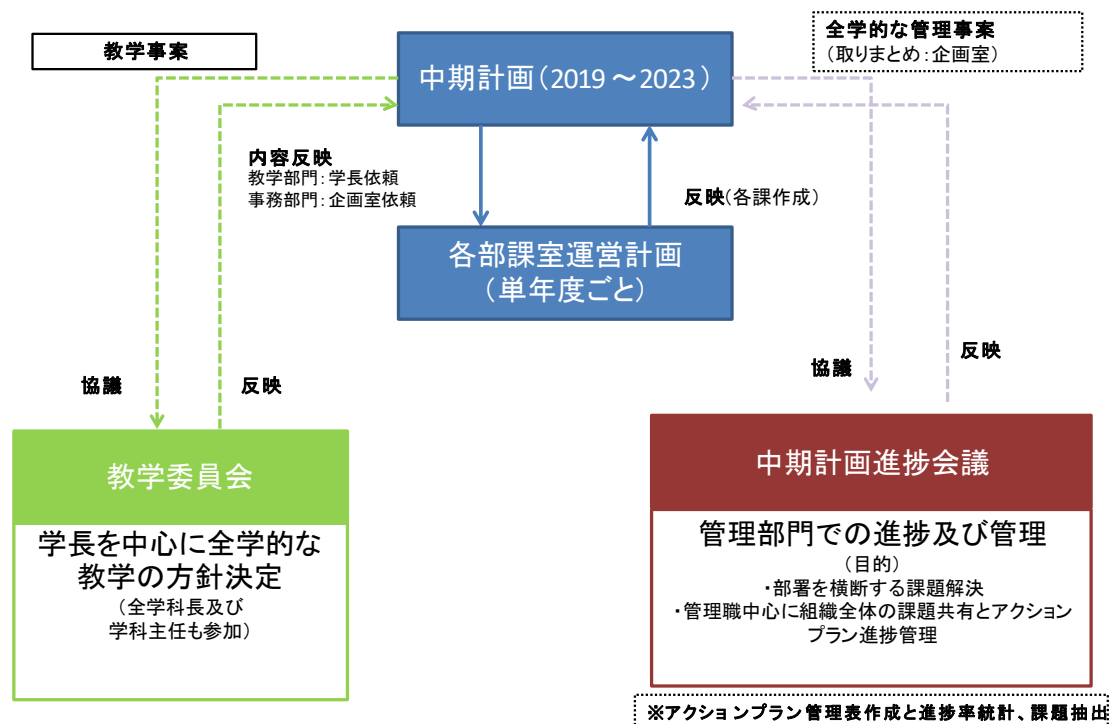 教学事案
全学的な管理事案
(取りまとめ:企画室)
中期計画(2019～2023)
内容反映
教学部門:学長依頼
事務部門:企画室依頼
反映(各課作成)
各部課室運営計画
(単年度ごと)
協議
反映
協議
反映
教学委員会
学長を中心に全学的な
教学の方針決定
(全学科長及び
学科主任も参加)
中期計画進捗会議
管理部門での進捗及び管理
(目的)
・部署を横断する課題解決
・管理職中心に組織全体の課題共有とアクション
プラン進捗管理
※アクションプラン管理表作成と進捗率統計、課題抽出